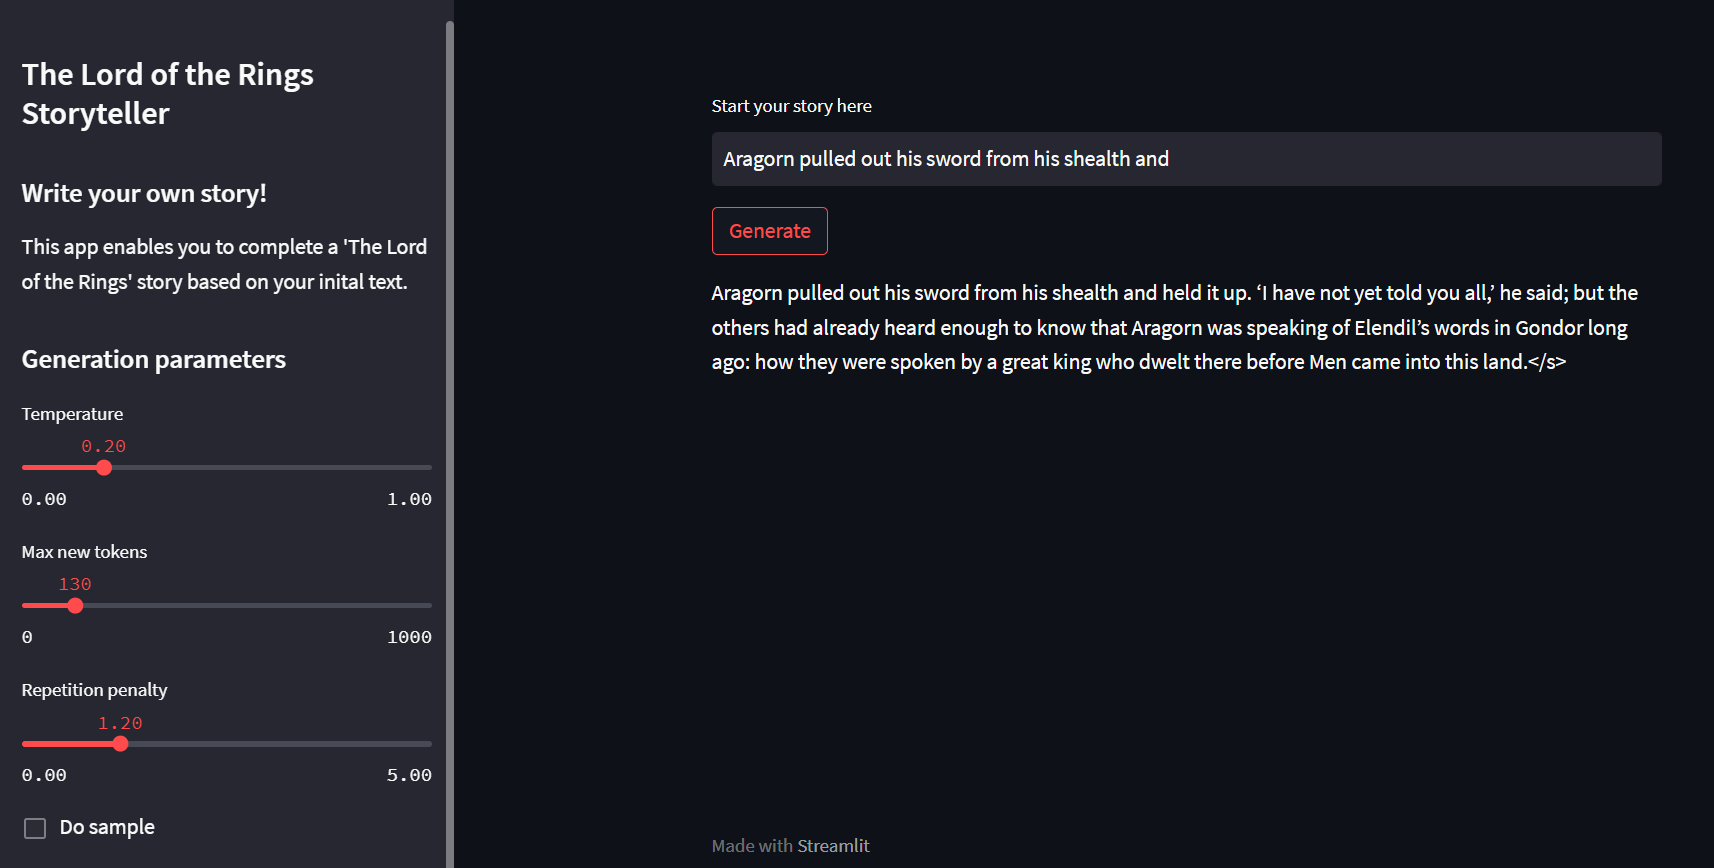 The Lord of the Rings
Storyteller
Write your own story!
This app enables you to complete a 'The Lord
of the Rings' story based on your inital text.
Generation parameters
Temperature
0.20
0.00 1.00
Max new tokens
130
0 1000
Repetition penalty
1.20
0.00 5.00
Do sample
Start your story here
Aragorn pulled out his sword from his shealth and
Generate
Aragorn pulled out his sword from his shealth and held it up. ‘I have not yet told you all,’ he said; but the
others had already heard enough to know that Aragorn was speaking of Elendil’s words in Gondor long
ago: how they were spoken by a great king who dwelt there before Men came into this land.</s>
Made with Streamlit